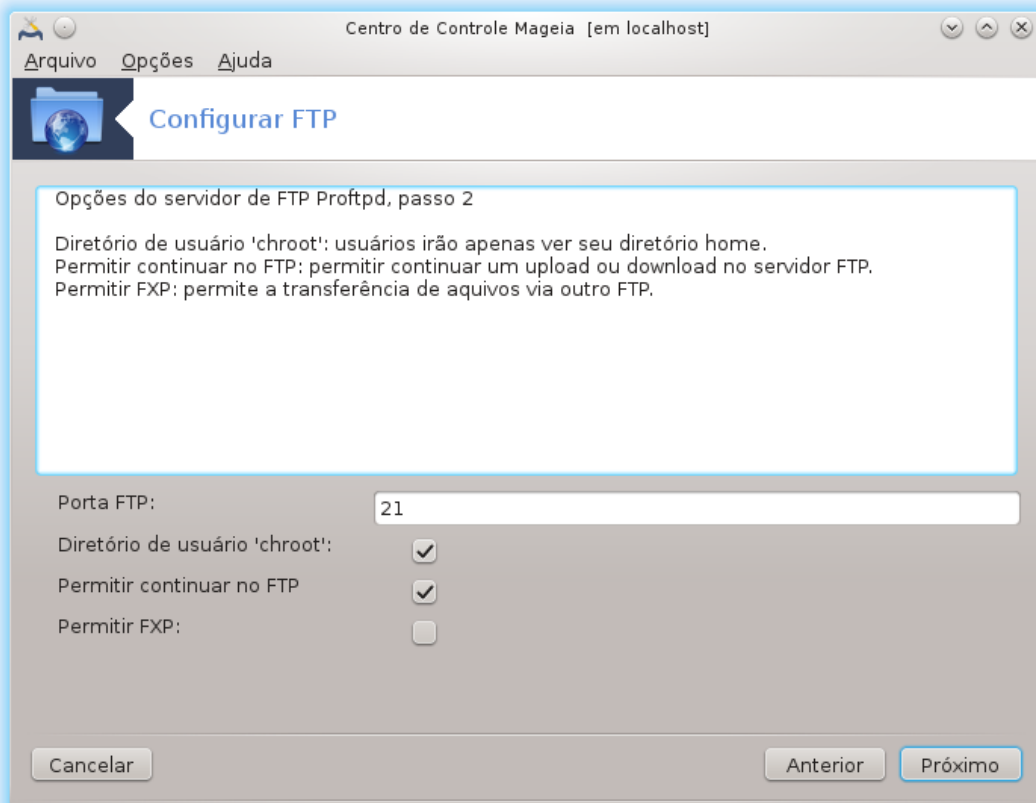 Centro de Controle Mageia [em localhost]
Arquivo Opções Ajuda
Configurar FTP
Opções do servidor de FTP Proftpd, passo 2
Diretório de usuário 'chroot': usuários irão apenas ver seu diretório home.
Permitir continuar no FTP: permitir continuar um upload ou download no servidor FTP.
Permitir FXP: permite a transferência de aquivos via outro FTP.
Porta FTP: 21
Diretório de usuário 'chroot':
Permitir continuar no FTP
Permitir FXP:
Cancelar Anterior Próximo